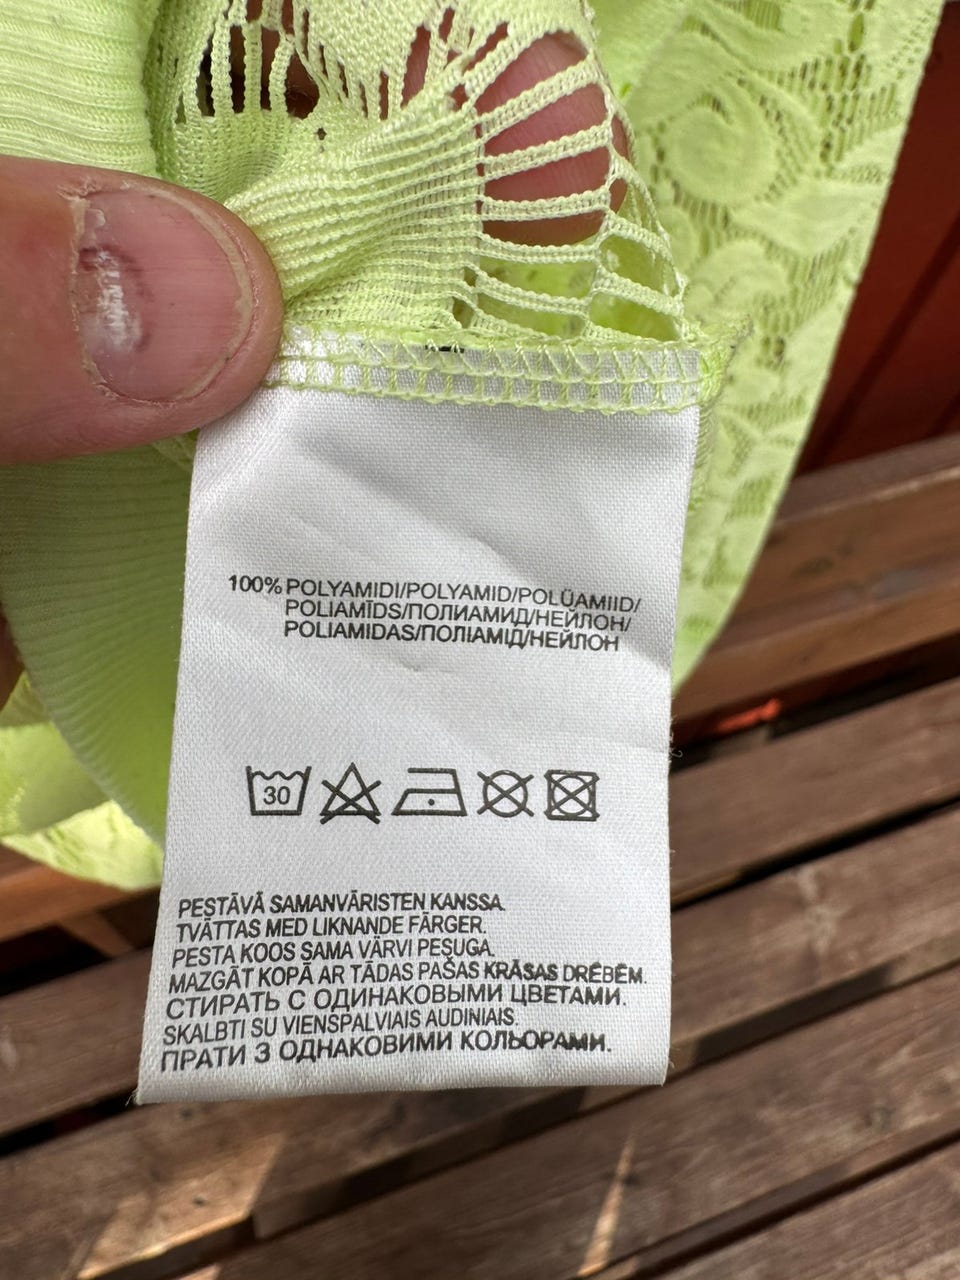 100% POLYAMIDI/POLYAMID/POLÜAMIID/
POLIAMĪDS/ПОЛИАМИД/НЕЙЛОН/
POLIAMIDAS/ПОЛІАМІД/НЕЙЛОН
30
PESTÄVÄ SAMANVÄRISTEN KANSSA.
TVÄTTAS MED LIKNANDE FÄRGER.
PESTA KOOS SAMA VÄRVI PESUGA.
MAZGĀT KOPĀ AR TĀDAS PAŠAS KRĀSAS DRĒBĒM.
СТИРАТЬ С ОДИНАКОВЫМИ ЦВЕТАМИ.
SKALBTI SU VIENSPALVIAIS AUDINIAIS.
ПРАТИ З ОДНАКОВИМИ КОЛЬОРАМИ.